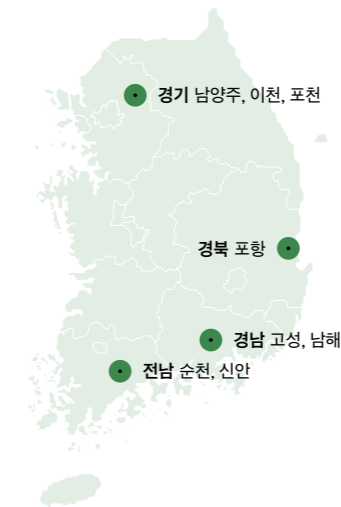 경기 남양주, 이천, 포천
경북 포항
경남 고성, 남해
전남 순천, 신안